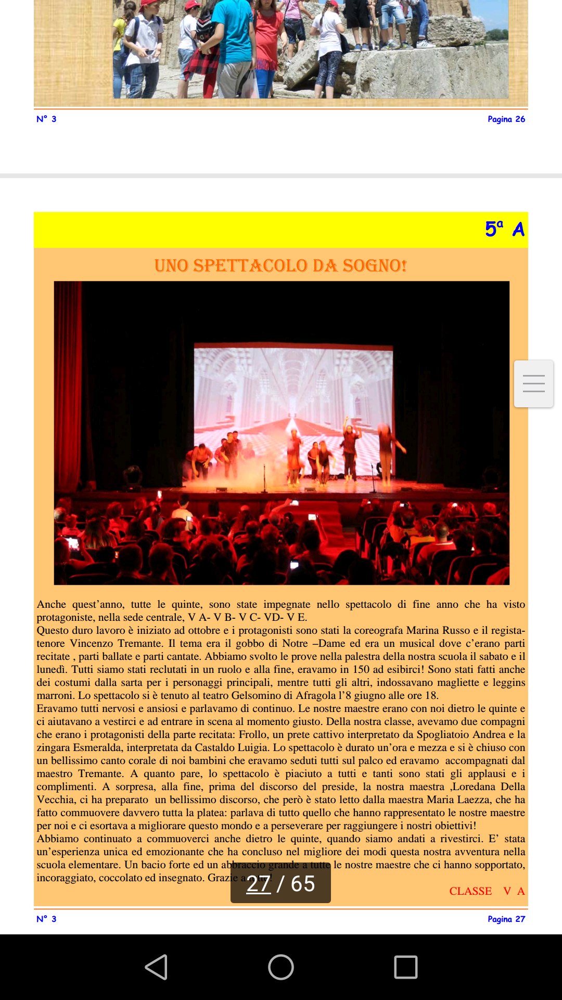 N° 3
Pagina 26
5ª A
UNO SPETTACOLO DA SOGNO!
Anche quest’anno, tutte le quinte, sono state impegnate nello spettacolo di fine anno che ha visto
protagoniste, nella sede centrale, V A- V B- V C- VD- V E.
Questo duro lavoro è iniziato ad ottobre e i protagonisti sono stati la coreografa Marina Russo e il regista-
tenore Vincenzo Tremante. Il tema era il gobbo di Notre –Dame ed era un musical dove c’erano parti
recitate , parti ballate e parti cantate. Abbiamo svolto le prove nella palestra della nostra scuola il sabato e il
lunedì. Tutti siamo stati reclutati in un ruolo e alla fine, eravamo in 150 ad esibirci! Sono stati fatti anche
dei costumi dalla sarta per i personaggi principali, mentre tutti gli altri, indossavano magliette e leggins
marroni. Lo spettacolo si è tenuto al teatro Gelsomino di Afragola l’8 giugno alle ore 18.
Eravamo tutti nervosi e ansiosi e parlavamo di continuo. Le nostre maestre erano con noi dietro le quinte e
ci aiutavano a vestirci e ad entrare in scena al momento giusto. Della nostra classe, avevamo due compagni
che erano i protagonisti della parte recitata: Frollo, un prete cattivo interpretato da Spogliatoio Andrea e la
zingara Esmeralda, interpretata da Castaldo Luigia. Lo spettacolo è durato un’ora e mezza e si è chiuso con
un bellissimo canto corale di noi bambini che eravamo seduti tutti sul palco ed eravamo accompagnati dal
maestro Tremante. A quanto pare, lo spettacolo è piaciuto a tutti e tanti sono stati gli applausi e i
complimenti. A sorpresa, alla fine, prima del discorso del preside, la nostra maestra ,Loredana Della
Vecchia, ci ha preparato un bellissimo discorso, che però è stato letto dalla maestra Maria Laezza, che ha
fatto commuovere davvero tutta la platea: parlava di tutto quello che hanno rappresentato le nostre maestre
per noi e ci esortava a migliorare questo mondo e a perseverare per raggiungere i nostri obiettivi!
Abbiamo continuato a commuoverci anche dietro le quinte, quando siamo andati a rivestirci. E’ stata
un’esperienza unica ed emozionante che ha concluso nel migliore dei modi questa nostra avventura nella
scuola elementare. Un bacio forte ed un abbraccio grande a tutte le nostre maestre che ci hanno sopportato,
incoraggiato, coccolato ed insegnato. Grazie a
27 / 65
CLASSE V A
N° 3
Pagina 27